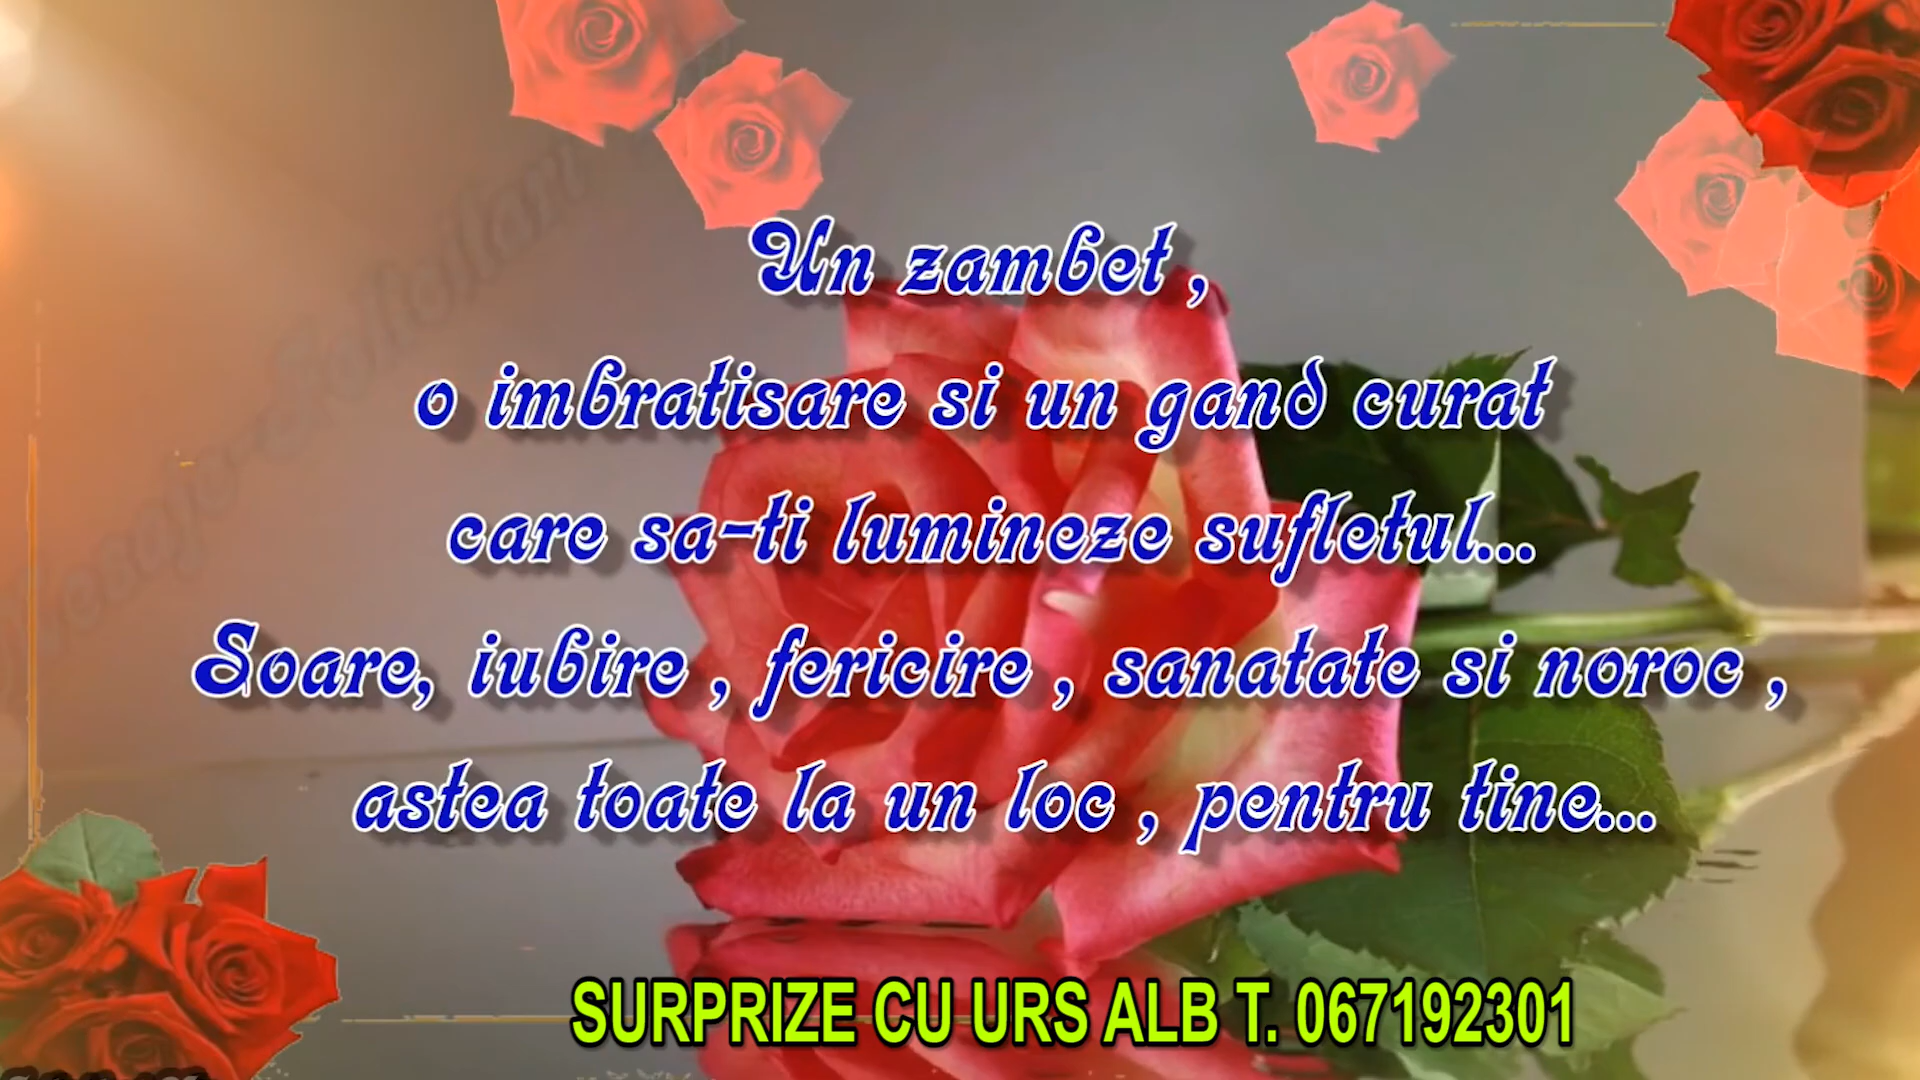 Un zambet ,
o imbratisare si un gand curat
care sa-ti lumineze sufletul...
Soare, iubire , fericire , sanatate si noroc ,
astea toate la un loc , pentru tine...
SURPRIZE CU URS ALB T. 067192301